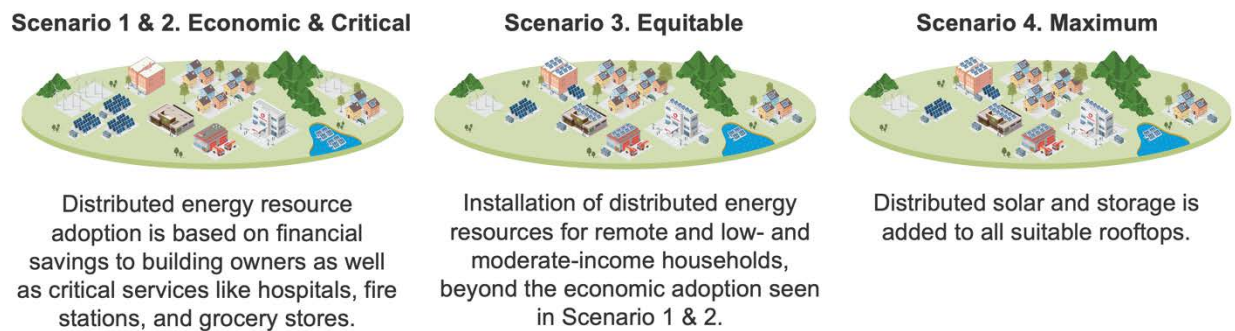 Scenario 1 & 2. Economic & Critical
Distributed energy resource
adoption is based on financial
savings to building owners as well
as critical services like hospitals, fire
stations, and grocery stores.
Scenario 3. Equitable
Installation of distributed energy
resources for remote and low- and
moderate-income households,
beyond the economic adoption seen
in Scenario 1 & 2.
Scenario 4. Maximum
Distributed solar and storage is
added to all suitable rooftops.